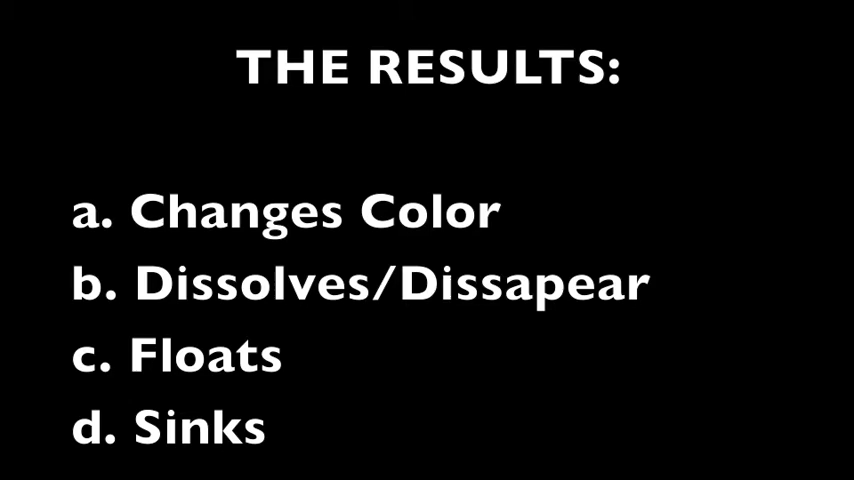 THE RESULTS:
a. Changes Color
b. Dissolves/Dissapear
c. Floats
d. Sinks